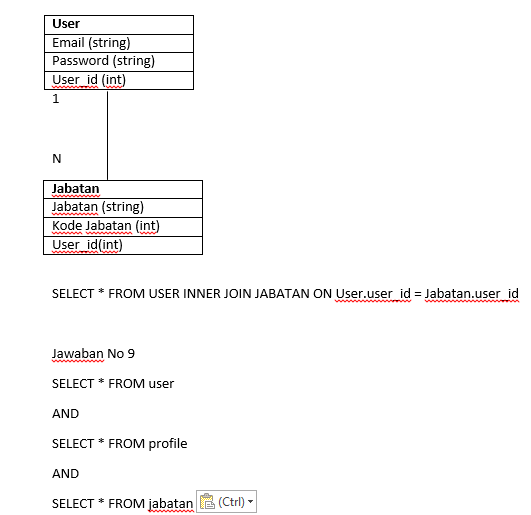 User
Email (string)
Password (string)
User_id (int)
1
N
Jabatan
Jabatan (string)
Kode Jabatan (int)
User_id(int)
SELECT * FROM USER INNER JOIN JABATAN ON User.user_id = Jabatan.user_id
Jawaban No 9
SELECT * FROM user
AND
SELECT * FROM profile
AND
SELECT * FROM jabatan (Ctrl)